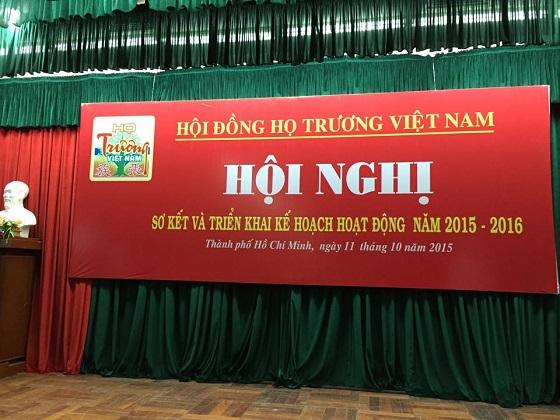 HỌ
Trương
VIỆT NAM
HỘI ĐỒNG HỌ TRƯƠNG VIỆT NAM
HỘI NGHỊ
SƠ KẾT VÀ TRIỂN KHAI KẾ HOẠCH HOẠT ĐỘNG NĂM 2015 - 2016
Thành phố Hồ Chí Minh, ngày 11 tháng 10 năm 2015